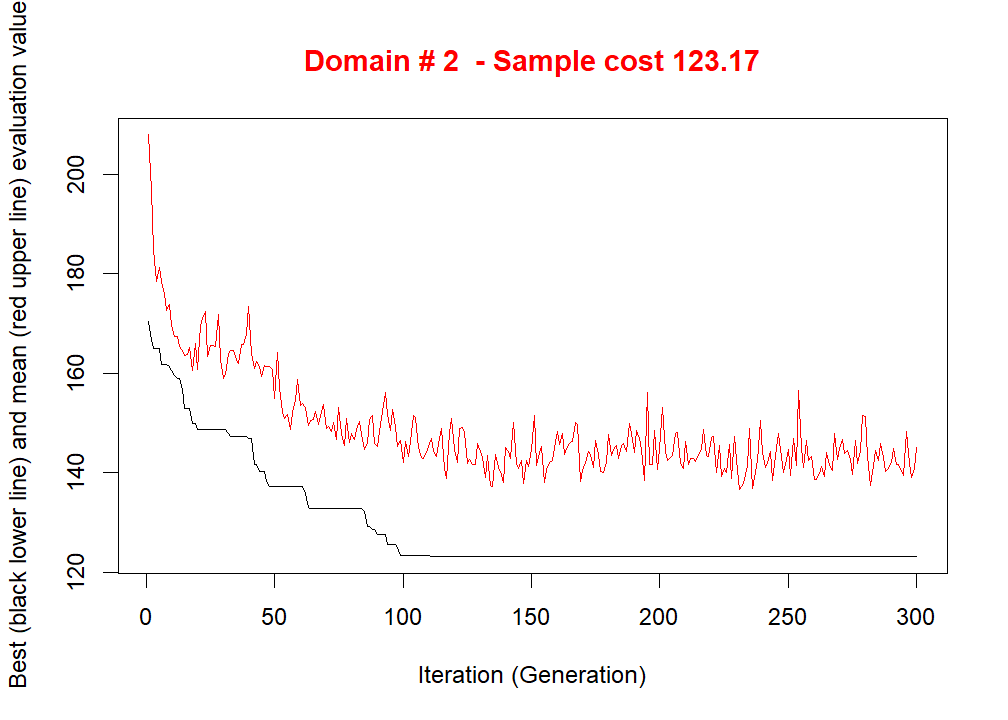 Domain # 2  - Sample cost 123.17
Best (black lower line) and mean (red upper line) evaluation value
200
180
160
140
120
0 50 100 150 200 250 300
Iteration (Generation)